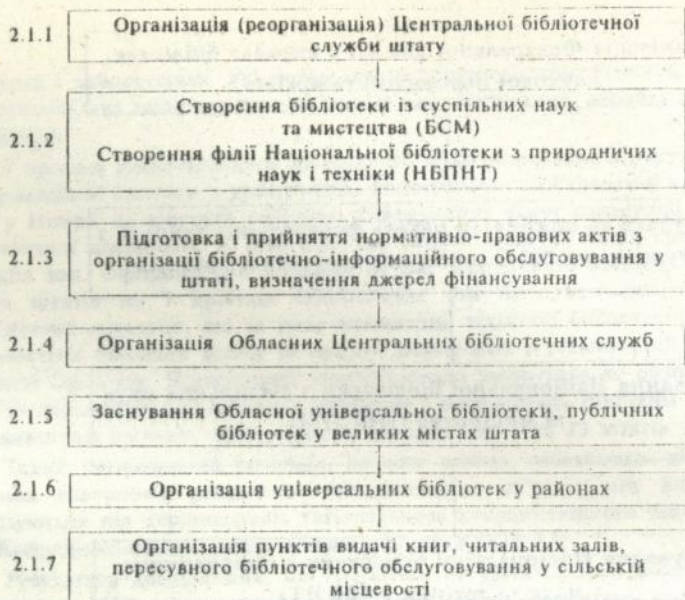 2.1.1 Організація (реорганізація) Центральної бібліотечної
служби штату
2.1.2 Створення бібліотеки із суспільних наук
та мистецтва (БСМ)
Створення філії Національної бібліотеки з природничих
наук і техніки (НБПНТ)
2.1.3 Підготовка і прийняття нормативно-правових актів з
організації бібліотечно-інформаційного обслуговування у
штаті, визначення джерел фінансування
2.1.4 Організація Обласних Центральних бібліотечних служб
2.1.5 Заснування Обласної універсальної бібліотеки, публічних
бібліотек у великих містах штата
2.1.6 Організація універсальних бібліотек у районах
2.1.7 Організація пунктів видачі книг, читальних залів,
пересувного бібліотечного обслуговування у сільській
місцевості